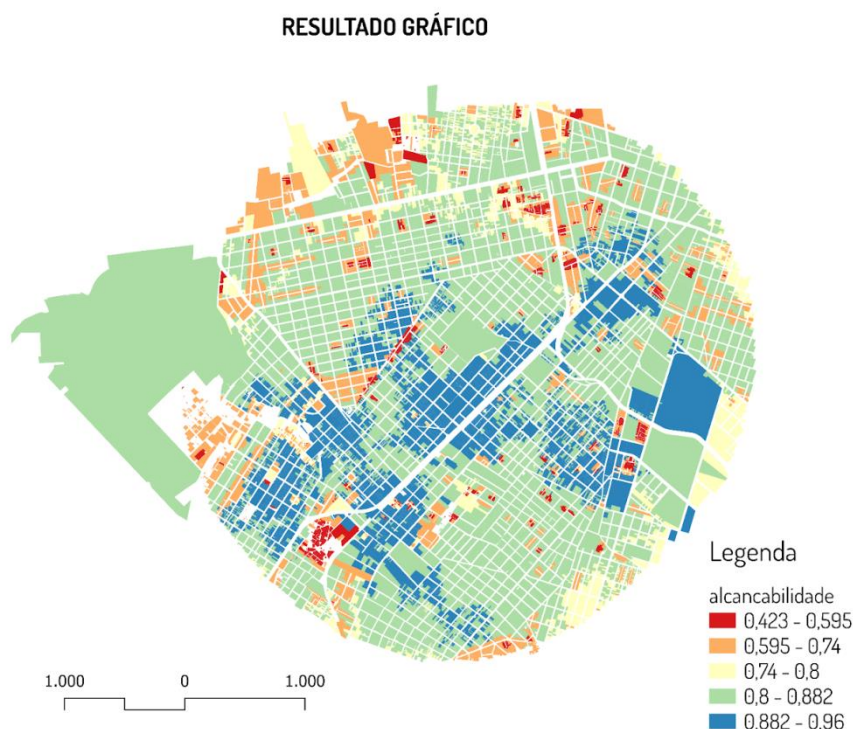 RESULTADO GRÁFICO
Legenda
alcancabilidade
0,423 - 0,595
0,595 - 0,74
0,74 - 0,8
0,8 - 0,882
0,882 - 0,96
1.000 0 1.000